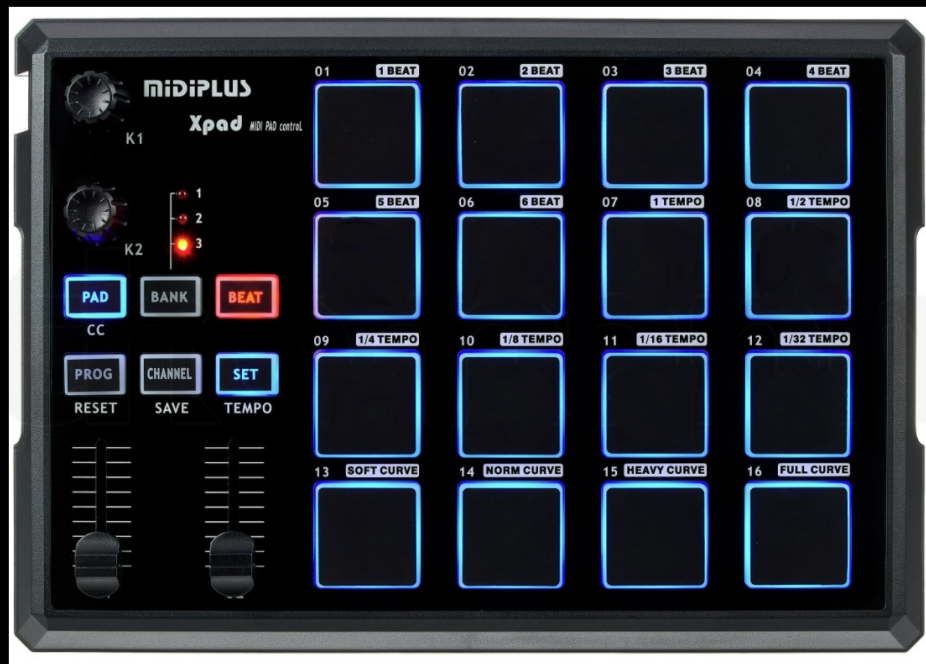 01 1 BEAT 02 2 BEAT 03 3 BEAT 04 4 BEAT
MiDiPLUS
Xpad MIDI PAD controL
K1
1
05 5 BEAT 06 6 BEAT 07 1 TEMPO 08 1/2 TEMPO
2
K2 3
PAD BANK BEAT
CC
09 1/4 TEMPO 10 1/8 TEMPO 11 1/16 TEMPO 12 1/32 TEMPO
PROG CHANNEL SET
RESET SAVE TEMPO
13 SOFT CURVE 14 NORM CURVE 15 HEAVY CURVE 16 FULL CURVE